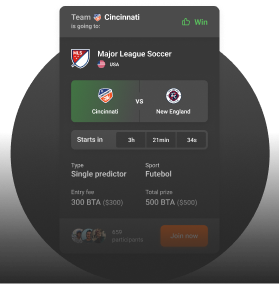 Team Cincinnati
is going to:
Win
MLS
Major League Soccer
USA
Cincinnati
vs
New England
Starts in
3h
21min
34s
Type
Single predictor
Sport
Futebol
Entry fee
300 BTA ($300)
Total prize
500 BTA ($500)
participants
Join now